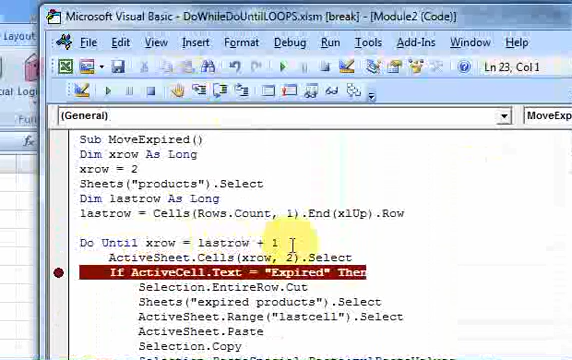 Microsoft Visual Basic - DoWhileDoUntilLOOPS.xlsm [break] - [Module2 (Code)]
Layout
File Edit View Insert Format Debug Run Tools Add-Ins Window Help
Ln 23, Col 1
(General) MoveExpired
Sub MoveExpired()
Dim xrow As Long
xrow = 2
Sheets("products").Select
Dim lastrow As Long
lastrow = Cells(Rows.Count, 1).End(xlUp).Row
Do Until xrow = lastrow + 1
ActiveSheet.Cells(xrow, 2).Select
If ActiveCell.Text = "Expired" Then
Selection.EntireRow.Cut
Sheets("expired products").Select
ActiveSheet.Range("lastcell").Select
ActiveSheet.Paste
Selection.Copy